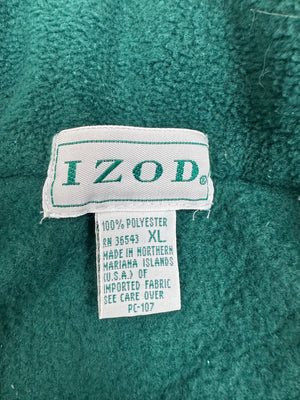 IZOD®
100% POLYESTER
RN 36543 XL
MADE IN NORTHERN
MARIANA ISLANDS
(U.S.A.) OF
IMPORTED FABRIC
SEE CARE OVER
PC-107